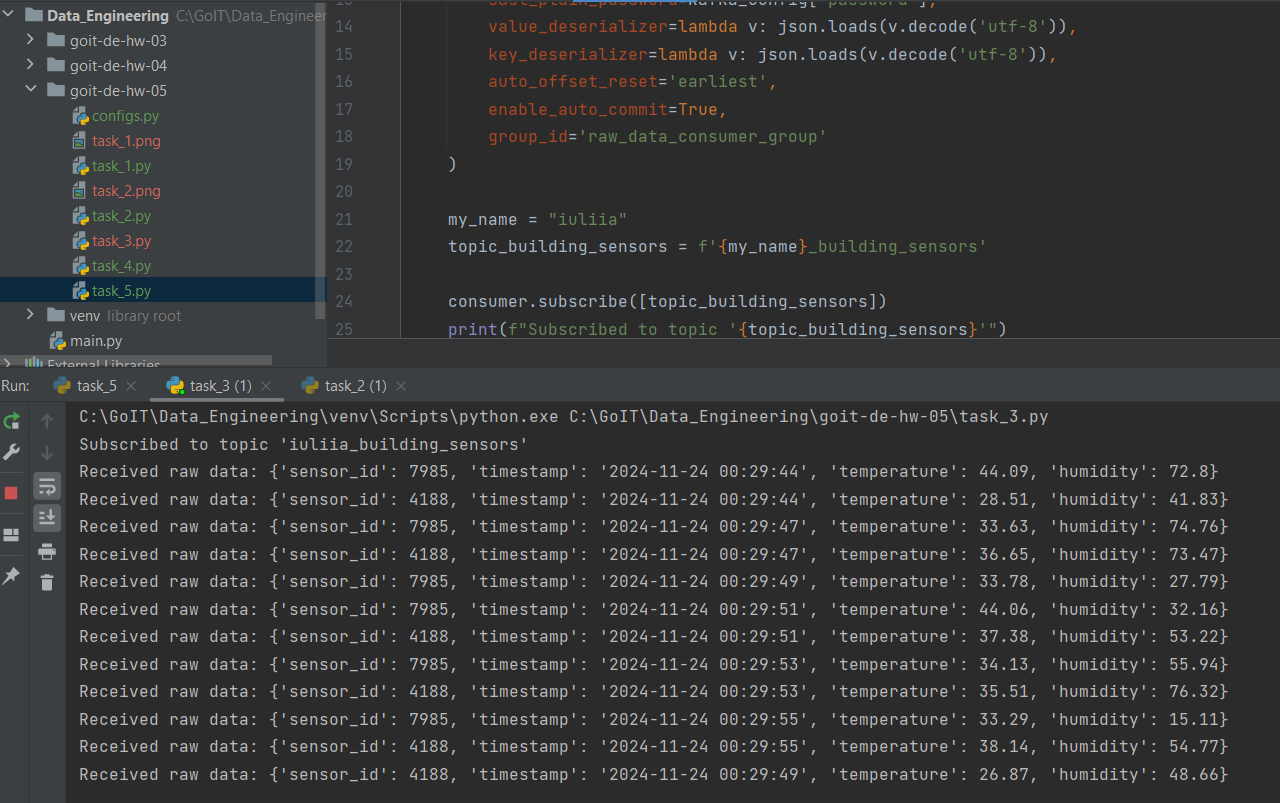 Data_Engineering C:\GoIT\Data_Engineer
goit-de-hw-03
goit-de-hw-04
goit-de-hw-05
configs.py
task_1.png
task_1.py
task_2.png
task_2.py
task_3.py
task_4.py
task_5.py
venv library root
main.py
External Libraries
14 value_deserializer=lambda v: json.loads(v.decode('utf-8')),
15 key_deserializer=lambda v: json.loads(v.decode('utf-8')),
16 auto_offset_reset='earliest',
17 enable_auto_commit=True,
18 group_id='raw_data_consumer_group'
19 )
20
21 my_name = "iuliia"
22 topic_building_sensors = f'{my_name}_building_sensors'
23
24 consumer.subscribe([topic_building_sensors])
25 print(f"Subscribed to topic '{topic_building_sensors}'")
Run: task_5 task_3 (1) task_2 (1)
C:\GoIT\Data_Engineering\venv\Scripts\python.exe C:\GoIT\Data_Engineering\goit-de-hw-05\task_3.py
Subscribed to topic 'iuliia_building_sensors'
Received raw data: {'sensor_id': 7985, 'timestamp': '2024-11-24 00:29:44', 'temperature': 44.09, 'humidity': 72.8}
Received raw data: {'sensor_id': 4188, 'timestamp': '2024-11-24 00:29:44', 'temperature': 28.51, 'humidity': 41.83}
Received raw data: {'sensor_id': 7985, 'timestamp': '2024-11-24 00:29:47', 'temperature': 33.63, 'humidity': 74.76}
Received raw data: {'sensor_id': 4188, 'timestamp': '2024-11-24 00:29:47', 'temperature': 36.65, 'humidity': 73.47}
Received raw data: {'sensor_id': 7985, 'timestamp': '2024-11-24 00:29:49', 'temperature': 33.78, 'humidity': 27.79}
Received raw data: {'sensor_id': 7985, 'timestamp': '2024-11-24 00:29:51', 'temperature': 44.06, 'humidity': 32.16}
Received raw data: {'sensor_id': 4188, 'timestamp': '2024-11-24 00:29:51', 'temperature': 37.38, 'humidity': 53.22}
Received raw data: {'sensor_id': 7985, 'timestamp': '2024-11-24 00:29:53', 'temperature': 34.13, 'humidity': 55.94}
Received raw data: {'sensor_id': 4188, 'timestamp': '2024-11-24 00:29:53', 'temperature': 35.51, 'humidity': 76.32}
Received raw data: {'sensor_id': 7985, 'timestamp': '2024-11-24 00:29:55', 'temperature': 33.29, 'humidity': 15.11}
Received raw data: {'sensor_id': 4188, 'timestamp': '2024-11-24 00:29:55', 'temperature': 38.14, 'humidity': 54.77}
Received raw data: {'sensor_id': 4188, 'timestamp': '2024-11-24 00:29:49', 'temperature': 26.87, 'humidity': 48.66}